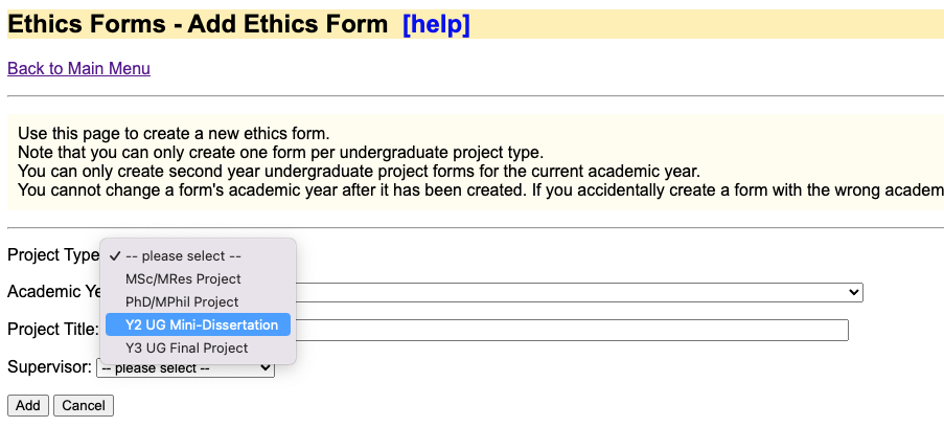 Ethics Forms - Add Ethics Form [help]
Back to Main Menu
Use this page to create a new ethics form.
Note that you can only create one form per undergraduate project type.
You can only create second year undergraduate project forms for the current academic year.
You cannot change a form's academic year after it has been created. If you accidentally create a form with the wrong academ
Project Type
✓ -- please select --
MSc/MRes Project
PhD/MPhil Project
Y2 UG Mini-Dissertation
Y3 UG Final Project
Academic Ye
Project Title:
Supervisor: -- please select --
Add Cancel